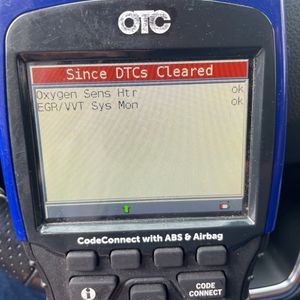 OTC
Since DTCs Cleared
Oxygen Sens Htr ok
EGR/VVT Sys Mon ok
CodeConnect with ABS & Airbag
i
CODE
CONNECT